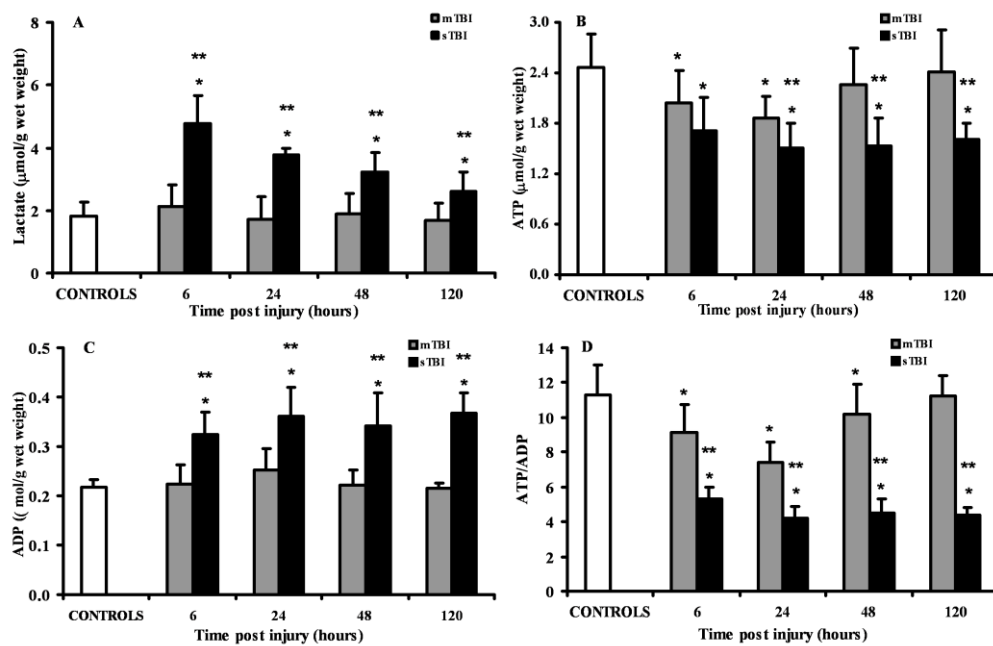 A
mTBI
sTBI
Lactate (μmol/g wet weight)
8
6
4
2
0
** ** ** **
* * * *
CONTROLS 6 24 48 120
Time post injury (hours)
B
mTBI
sTBI
ATP (μmol/g wet weight)
3.0
2.4
1.8
1.2
0.6
0.0
** ** **
* * * * * *
CONTROLS 6 24 48 120
Time post injury (hours)
C
mTBI
sTBI
ADP (( mol/g wet weight)
0.5
0.4
0.3
0.2
0.1
0.0
** ** ** **
* * * *
CONTROLS 6 24 48 120
Time post injury (hours)
D
mTBI
sTBI
ATP/ADP
14
12
10
8
6
4
2
0
* * *
** ** ** **
* * * *
CONTROLS 6 24 48 120
Time post injury (hours)